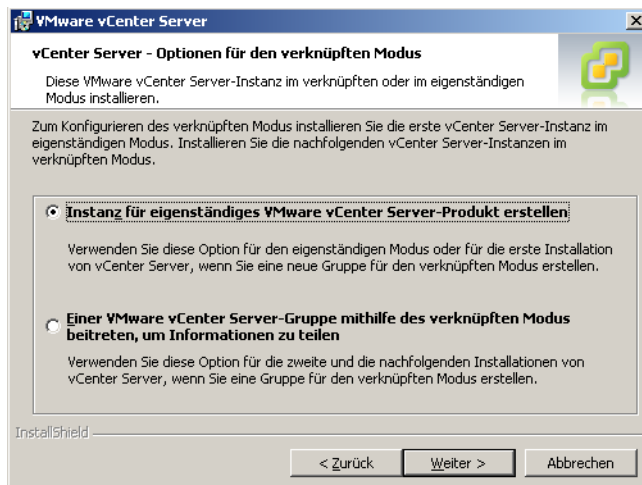 VMware vCenter Server
vCenter Server - Optionen für den verknüpften Modus
Diese VMware vCenter Server-Instanz im verknüpften oder im eigenständigen
Modus installieren.
Zum Konfigurieren des verknüpften Modus installieren Sie die erste vCenter Server-Instanz im
eigenständigen Modus. Installieren Sie die nachfolgenden vCenter Server-Instanzen im
verknüpften Modus.
Instanz für eigenständiges VMware vCenter Server-Produkt erstellen
Verwenden Sie diese Option für den eigenständigen Modus oder für die erste Installation
von vCenter Server, wenn Sie eine neue Gruppe für den verknüpften Modus erstellen.
Einer VMware vCenter Server-Gruppe mithilfe des verknüpften Modus
beitreten, um Informationen zu teilen
Verwenden Sie diese Option für die zweite und die nachfolgenden Installationen von
vCenter Server, wenn Sie eine Gruppe für den verknüpften Modus erstellen.
InstallShield
< Zurück
Weiter >
Abbrechen